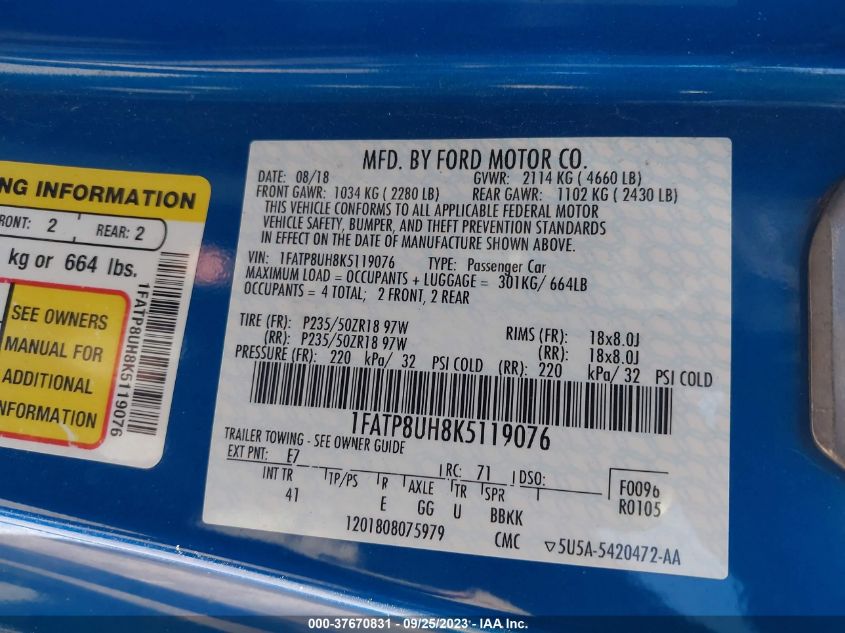 NG INFORMATION
RONT: 2 REAR: 2
kg or 664 lbs.
SEE OWNERS
MANUAL FOR
ADDITIONAL
NFORMATION
1FATP8UH8K5119076
MFD. BY FORD MOTOR CO.
DATE: 08/18 GVWR: 2114 KG ( 4660 LB)
FRONT GAWR: 1034 KG ( 2280 LB) REAR GAWR: 1102 KG ( 2430 LB)
THIS VEHICLE CONFORMS TO ALL APPLICABLE FEDERAL MOTOR
VEHICLE SAFETY, BUMPER, AND THEFT PREVENTION STANDARDS
IN EFFECT ON THE DATE OF MANUFACTURE SHOWN ABOVE.
VIN: 1FATP8UH8K5119076 TYPE: Passenger Car
MAXIMUM LOAD = OCCUPANTS + LUGGAGE = 301KG/ 664LB
OCCUPANTS = 4 TOTAL; 2 FRONT, 2 REAR
TIRE (FR): P235/50ZR18 97W RIMS (FR): 18x8.0J
(RR): P235/50ZR18 97W (RR): 18x8.0J
PRESSURE (FR): 220 kPa/ 32 PSI COLD (RR): 220 kPa/ 32 PSI COLD
1FATP8UH8K5119076
TRAILER TOWING - SEE OWNER GUIDE
EXT PNT: E7 RC: 71 DSO: F0096
INT TR TP/PS R AXLE TR SPR R0105
41 E GG U BBKK
1201808075979 CMC ▽5U5A-5420472-AA
000-37670831 - 09/25/2023 - IAA Inc.